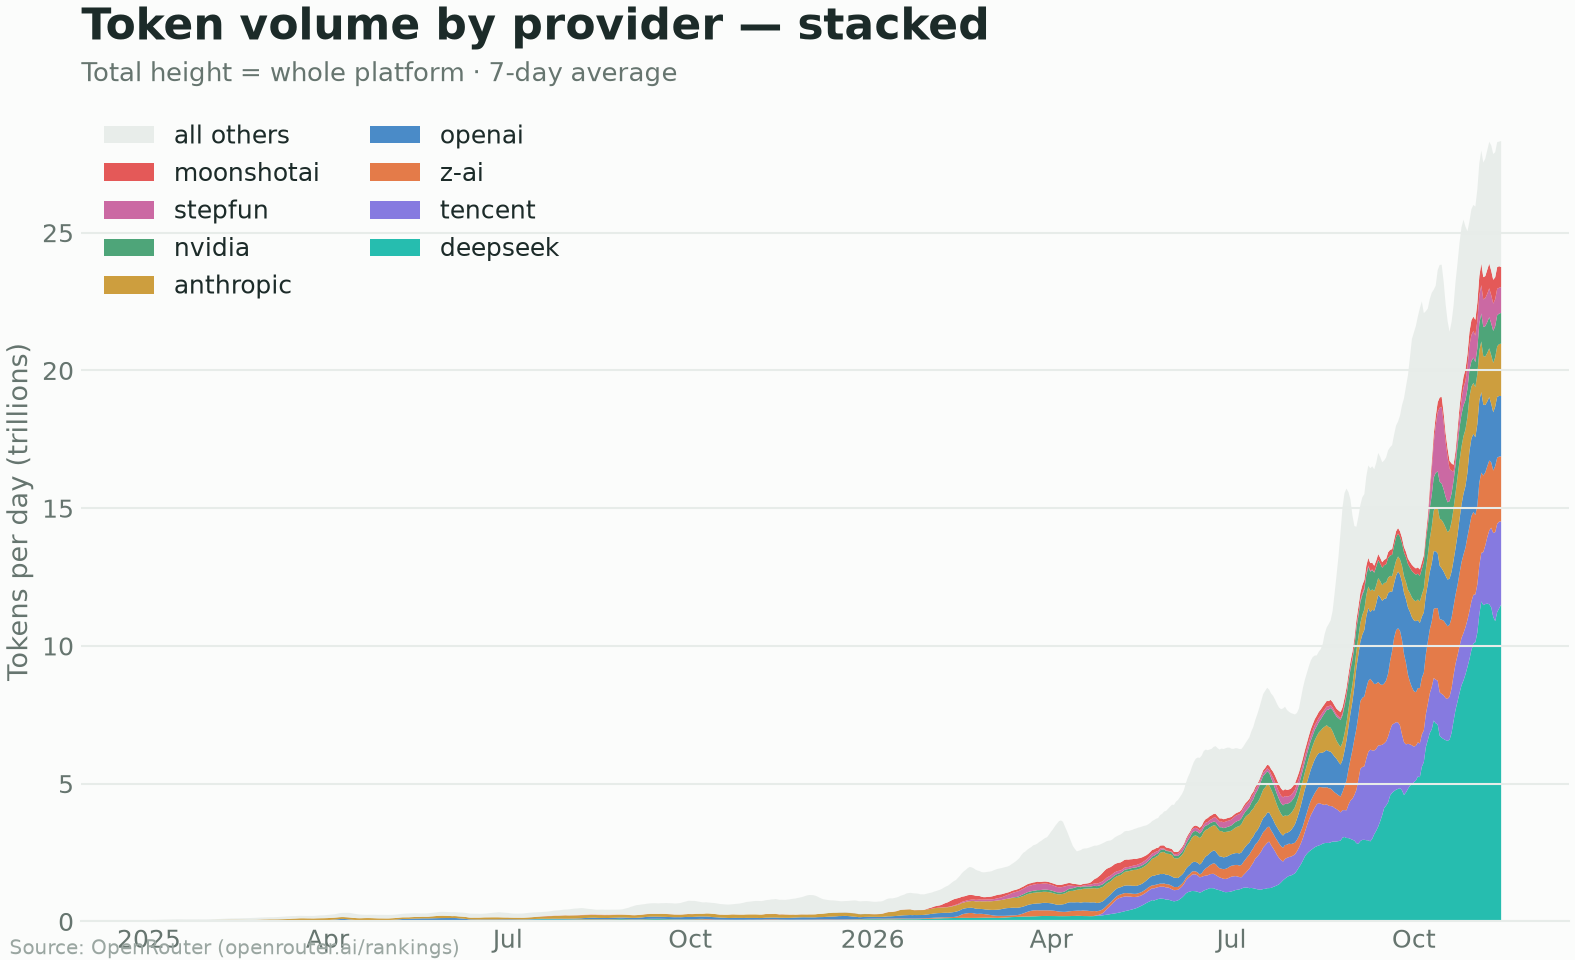 Token volume by provider — stacked
Total height = whole platform · 7-day average
all others
moonshotai
stepfun
nvidia
anthropic
openai
z-ai
tencent
deepseek
Tokens per day (trillions)
25
20
15
10
5
0
2025 Apr Jul Oct 2026 Apr Jul Oct
Source: OpenRouter (openrouter.ai/rankings)